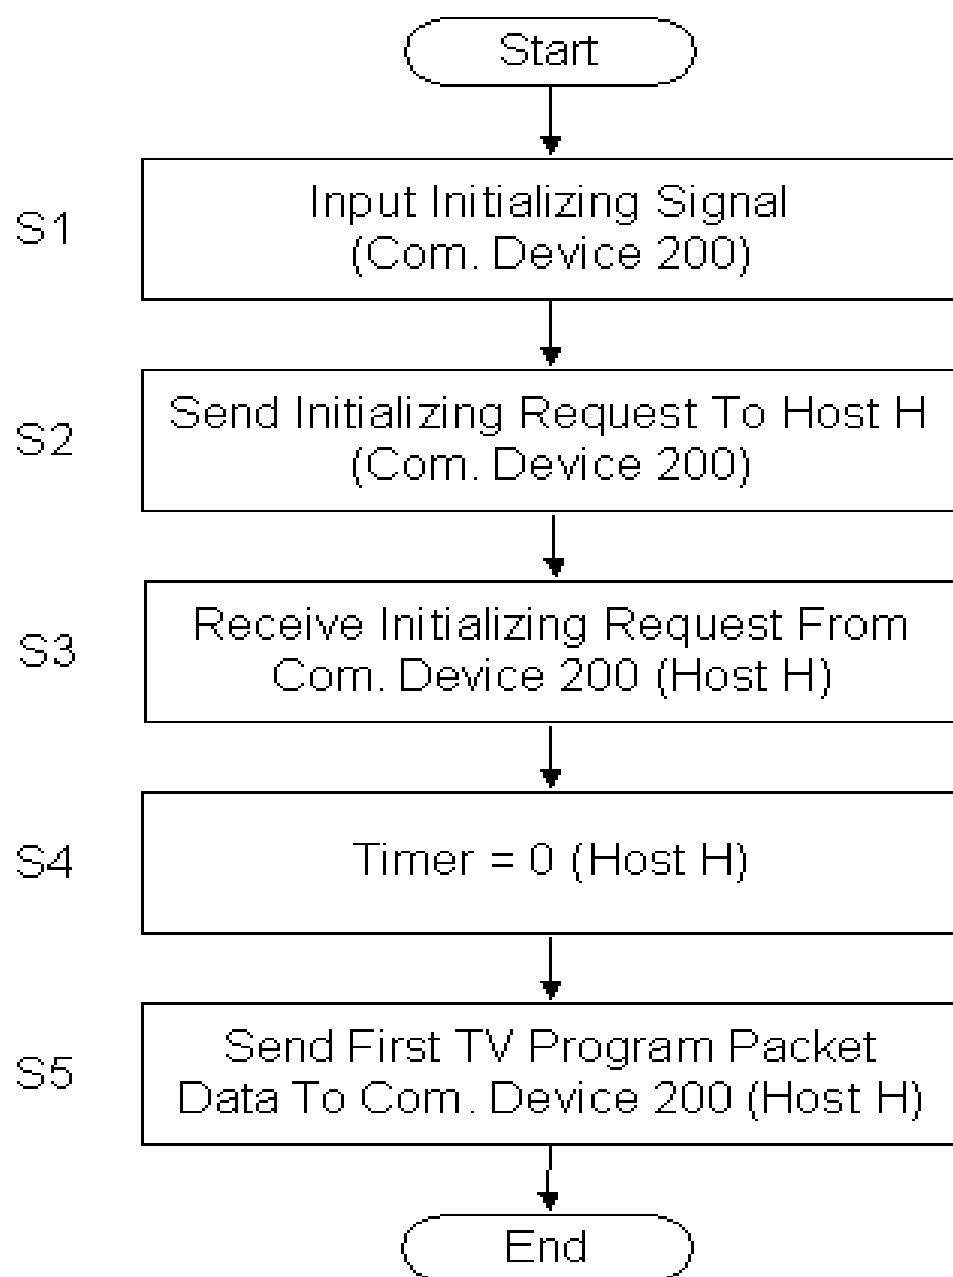 Start
S1
Input Initializing Signal
(Com. Device 200)
S2
Send Initializing Request To Host H
(Com. Device 200)
S3
Receive Initializing Request From
Com. Device 200 (Host H)
S4
Timer = 0 (Host H)
S5
Send First TV Program Packet
Data To Com. Device 200 (Host H)
End